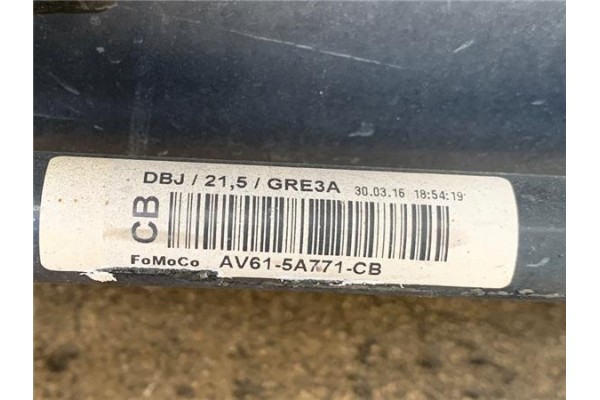 DBJ / 21,5 / GRE3A 30.03.16 18:54:19
CB
FoMoCo AV61-5A771-CB